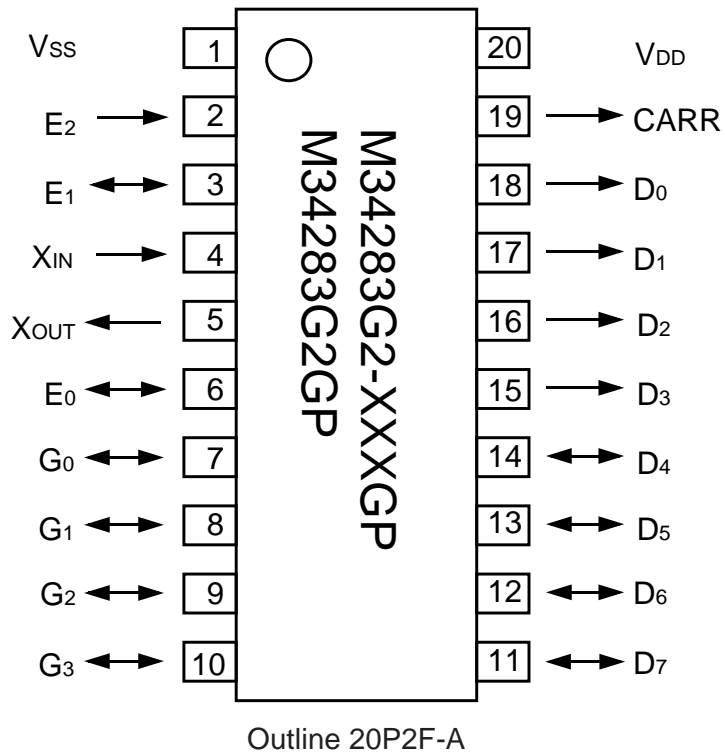 VSS 1 20 VDD
E2 2 19 CARR
E1 3 18 D0
XIN 4 17 D1
XOUT 5 16 D2
E0 6 15 D3
G0 7 14 D4
G1 8 13 D5
G2 9 12 D6
G3 10 11 D7
M34283G2-XXXGP
M34283G2GP
Outline 20P2F-A